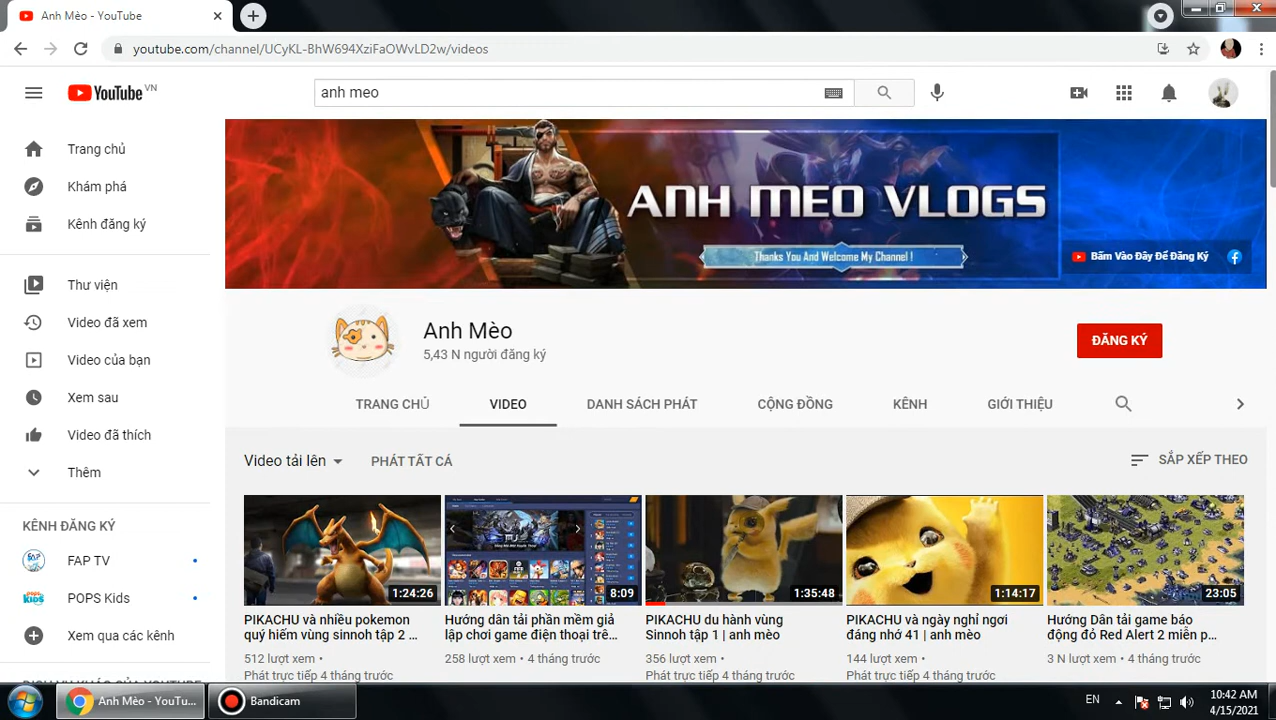 Anh Mèo - YouTube
youtube.com/channel/UCyKL-BhW694XziFaOWvLD2w/videos
YouTube VN
anh meo
Trang chủ
Khám phá
Kênh đăng ký
Thư viện
Video đã xem
Video của bạn
Xem sau
Video đã thích
Thêm
KÊNH ĐĂNG KÝ
FAP TV
POPS Kids
Xem qua các kênh
DỊCH VỤ KHÁC CỦA YOUTUBE
ANH MEO VLOGS
Thanks You And Welcome My Channel !
Bấm Vào Đây Để Đăng Ký
Anh Mèo
5,43 N người đăng ký
ĐĂNG KÝ
TRANG CHỦ VIDEO DANH SÁCH PHÁT CỘNG ĐỒNG KÊNH GIỚI THIỆU
Video tải lên PHÁT TẤT CẢ SẮP XẾP THEO
1:24:26
PIKACHU và nhiều pokemon
quý hiếm vùng sinnoh tập 2 ...
512 lượt xem •
Phát trực tiếp 4 tháng trước
8:09
Hướng dân tải phần mềm giả
lập chơi game điện thoại trê...
258 lượt xem • 4 tháng trước
1:35:48
PIKACHU du hành vùng
Sinnoh tập 1 | anh mèo
356 lượt xem •
Phát trực tiếp 4 tháng trước
1:14:17
PIKACHU và ngày nghỉ ngơi
đáng nhớ 41 | anh mèo
144 lượt xem •
Phát trực tiếp 4 tháng trước
23:05
Hướng Dân tải game báo
động đỏ Red Alert 2 miễn p...
3 N lượt xem • 4 tháng trước
Anh Mèo - YouTu...
Bandicam
EN
10:42 AM
4/15/2021